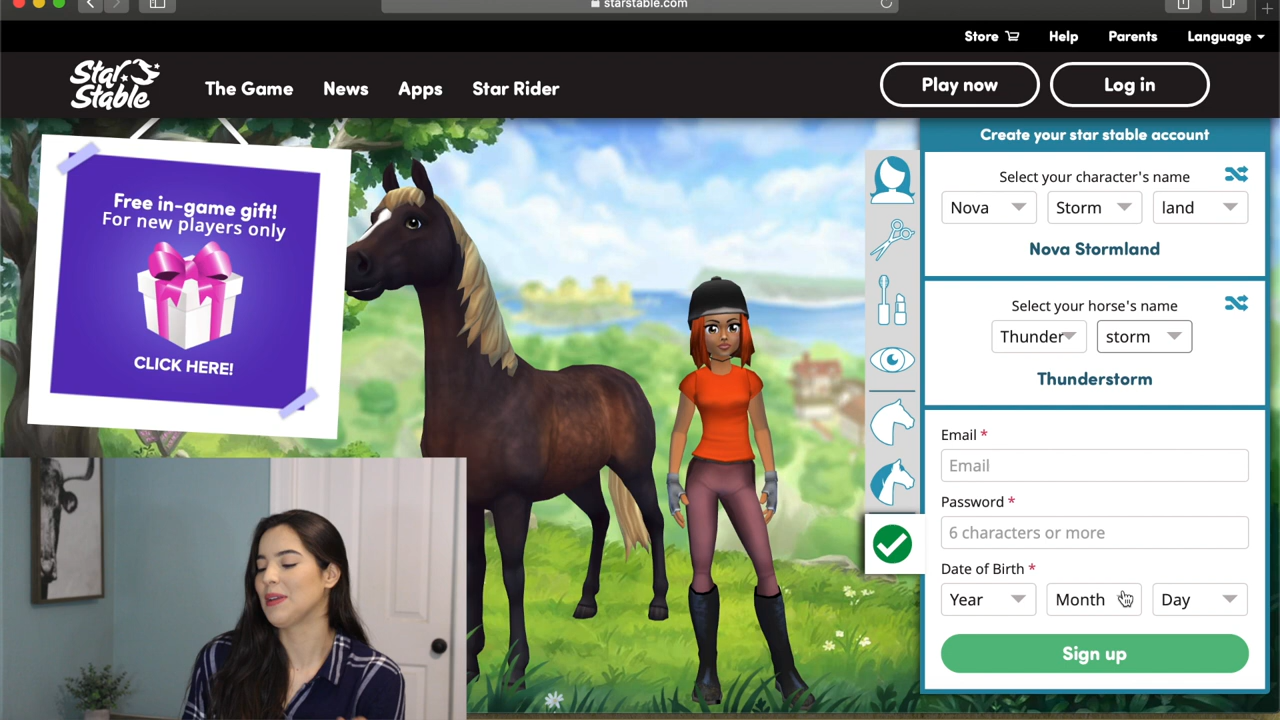 starstable.com
Store
Help
Parents
Language
Star Stable
The Game
News
Apps
Star Rider
Play now
Log in
Free in-game gift!
For new players only
CLICK HERE!
Create your star stable account
Select your character's name
Nova
Storm
land
Nova Stormland
Select your horse's name
Thunder
storm
Thunderstorm
Email *
Email
Password *
6 characters or more
Date of Birth *
Year
Month
Day
Sign up